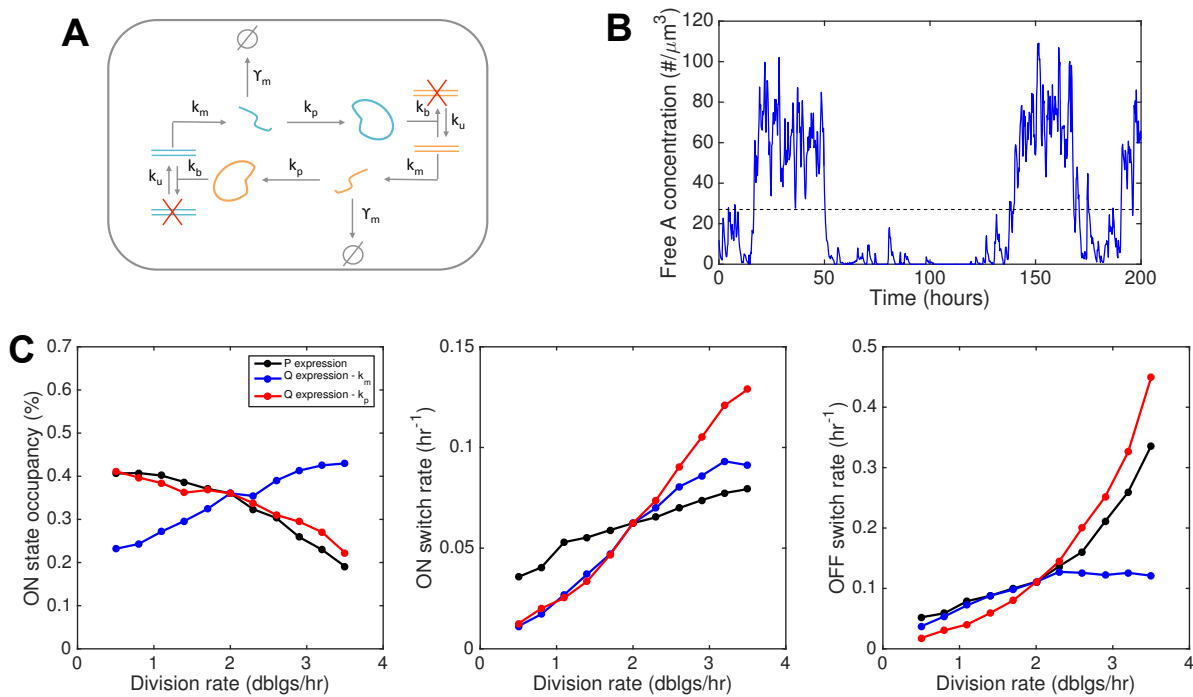 A
∅
ϒm
km
kp
kb
ku
km
kp
ku
kb
ϒm
∅
B
Free A concentration (#/μm³)
120
100
80
60
40
20
0
0 50 100 150 200
Time (hours)
C
ON state occupancy (%)
0.7
0.6
0.5
0.4
0.3
0.2
0.1
0
0 1 2 3 4
Division rate (dblgs/hr)
P expression
Q expression - km
Q expression - kp
ON switch rate (hr⁻¹)
0.15
0.1
0.05
0
0 1 2 3 4
Division rate (dblgs/hr)
OFF switch rate (hr⁻¹)
0.5
0.4
0.3
0.2
0.1
0
0 1 2 3 4
Division rate (dblgs/hr)